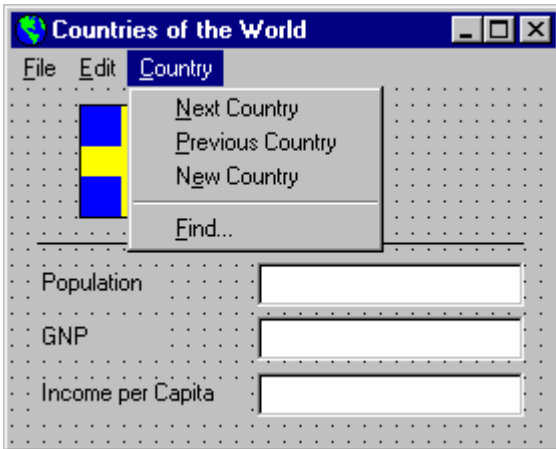 Countries of the World
File Edit Country
Next Country
Previous Country
New Country
Find...
Population
GNP
Income per Capita